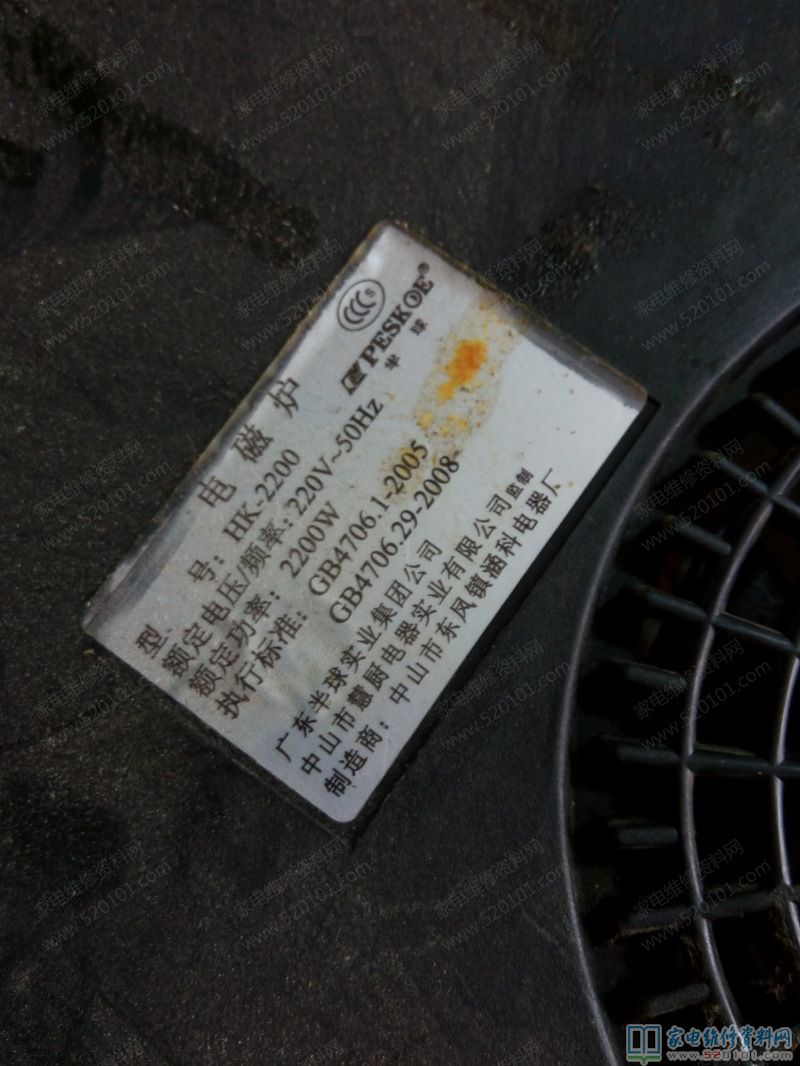 CCC S
PESKOE®
半球
电磁炉
型号：HK-2200
额定电压/频率：220V~50Hz
额定功率：2200W
执行标准：GB4706.1-2005
GB4706.29-2008
广东半球实业集团公司
中山市慧厨电器实业有限公司监制
制造商：中山市东凤镇涵科电器厂
家电维修资料网
www.520101.com